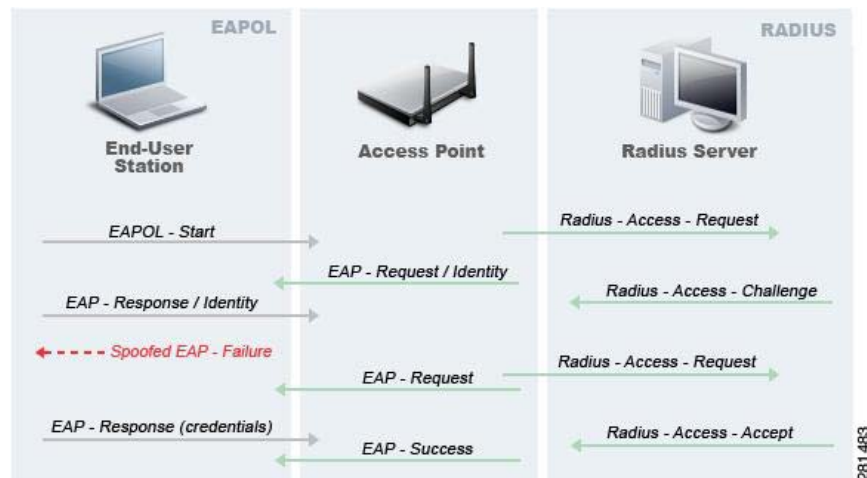 EAPOL
RADIUS
End-User
Station
Access Point
Radius Server
EAPOL - Start
Radius - Access - Request
EAP - Request / Identity
Radius - Access - Challenge
EAP - Response / Identity
Spoofed EAP - Failure
Radius - Access - Request
EAP - Request
EAP - Response (credentials)
Radius - Access - Accept
EAP - Success
281483